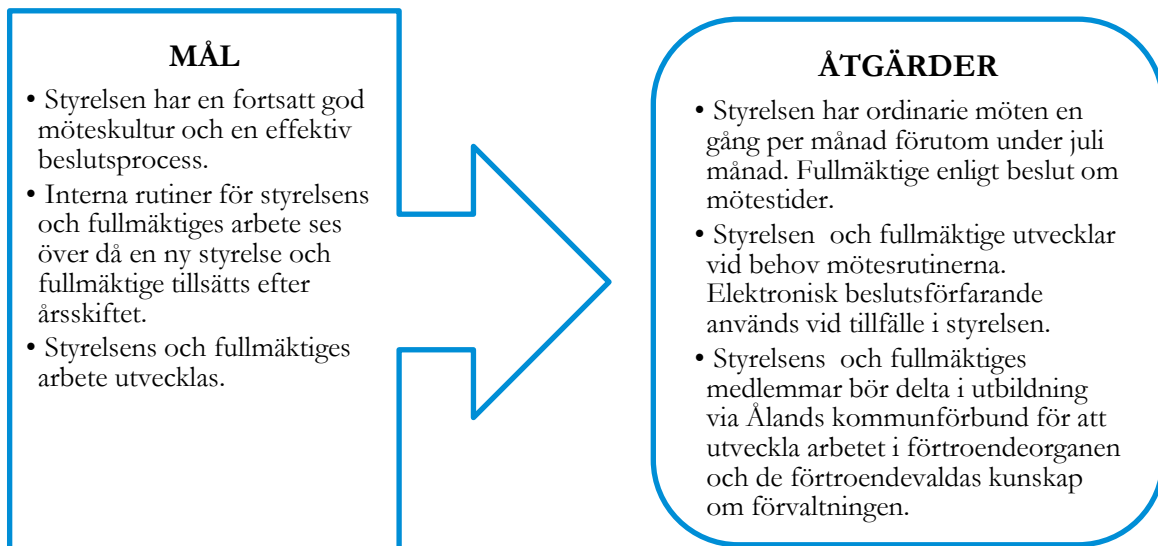 MÅL
• Styrelsen har en fortsatt god
möteskultur och en effektiv
beslutsprocess.
• Interna rutiner för styrelsens
och fullmäktiges arbete ses
över då en ny styrelse och
fullmäktige tillsätts efter
årsskiftet.
• Styrelsens och fullmäktiges
arbete utvecklas.
ÅTGÄRDER
• Styrelsen har ordinarie möten en
gång per månad förutom under juli
månad. Fullmäktige enligt beslut om
mötestider.
• Styrelsen och fullmäktige utvecklar
vid behov mötesrutinerna.
Elektronisk beslutsförfarande
används vid tillfälle i styrelsen.
• Styrelsens och fullmäktiges
medlemmar bör delta i utbildning
via Ålands kommunförbund för att
utveckla arbetet i förtroendeorganen
och de förtroendevaldas kunskap
om förvaltningen.